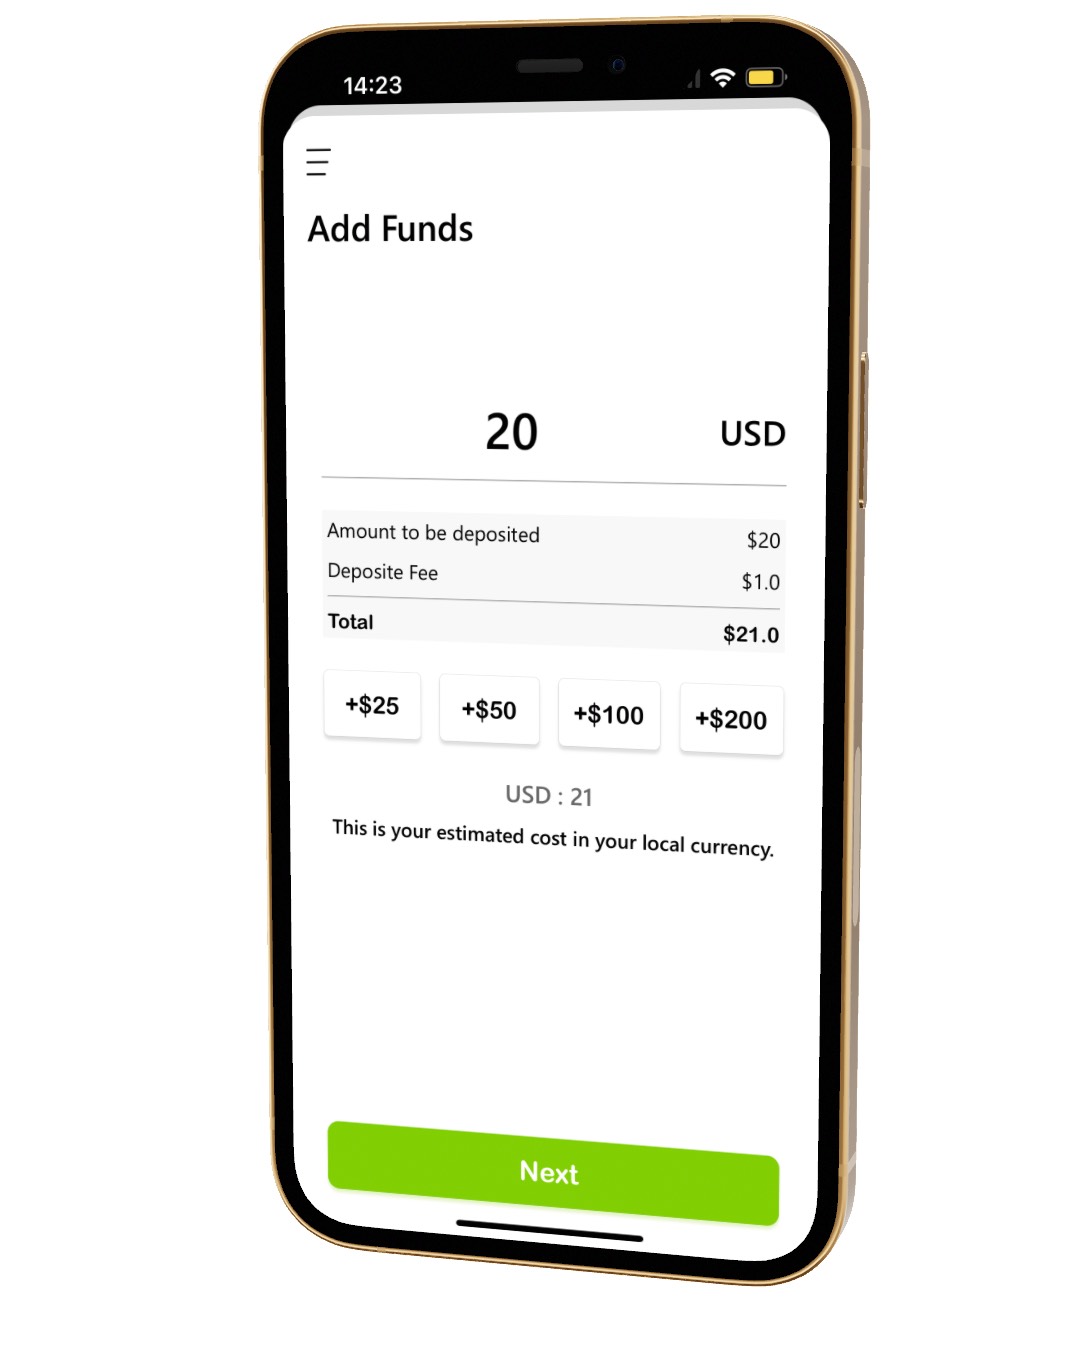 14:23
Add Funds
20 USD
Amount to be deposited $20
Deposite Fee $1.0
Total $21.0
+$25 +$50 +$100 +$200
USD : 21
This is your estimated cost in your local currency.
Next